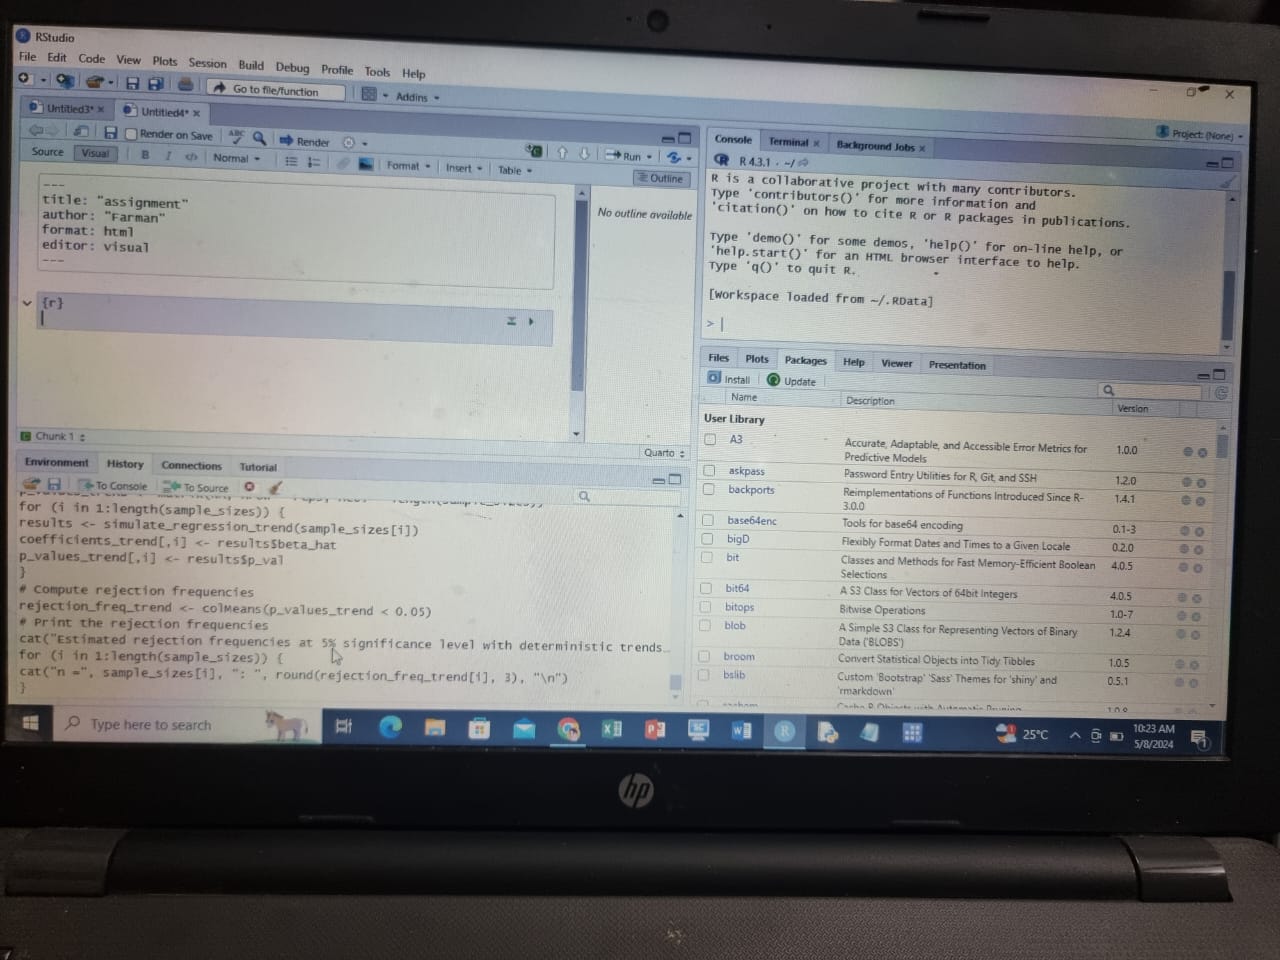 RStudio
File Edit Code View Plots Session Build Debug Profile Tools Help
Go to file/function
Addins
Untitled3*
Untitled4*
Render on Save
ABC
Render
Run
Source Visual
B I </> Normal Format Insert Table
Outline
---
title: "assignment"
author: "Farman"
format: html
editor: visual
---
No outline available
{r}
Chunk 1
Quarto
Environment History Connections Tutorial
To Console To Source
for (i in 1:length(sample_sizes)) {
results <- simulate_regression_trend(sample_sizes[i])
coefficients_trend[,i] <- results$beta_hat
p_values_trend[,i] <- results$p_val
}
# Compute rejection frequencies
rejection_freq_trend <- colMeans(p_values_trend < 0.05)
# Print the rejection frequencies
cat("Estimated rejection frequencies at 5% significance level with deterministic trends…
for (i in 1:length(sample_sizes)) {
cat("n =", sample_sizes[i], ": ", round(rejection_freq_trend[i], 3), "\n")
}
Project: (None)
Console Terminal Background Jobs
R 4.3.1 · ~/
R is a collaborative project with many contributors.
Type 'contributors()' for more information and
'citation()' on how to cite R or R packages in publications.
Type 'demo()' for some demos, 'help()' for on-line help, or
'help.start()' for an HTML browser interface to help.
Type 'q()' to quit R.
[Workspace loaded from ~/.RData]
>
Files Plots Packages Help Viewer Presentation
Install Update
Name Description Version
User Library
A3 Accurate, Adaptable, and Accessible Error Metrics for Predictive Models 1.0.0
askpass Password Entry Utilities for R, Git, and SSH 1.2.0
backports Reimplementations of Functions Introduced Since R-3.0.0 1.4.1
base64enc Tools for base64 encoding 0.1-3
bigD Flexibly Format Dates and Times to a Given Locale 0.2.0
bit Classes and Methods for Fast Memory-Efficient Boolean Selections 4.0.5
bit64 A S3 Class for Vectors of 64bit Integers 4.0.5
bitops Bitwise Operations 1.0-7
blob A Simple S3 Class for Representing Vectors of Binary Data ('BLOBS') 1.2.4
broom Convert Statistical Objects into Tidy Tibbles 1.0.5
bslib Custom 'Bootstrap' 'Sass' Themes for 'shiny' and 'rmarkdown' 0.5.1
Type here to search
25°C
10:23 AM
5/8/2024
hp